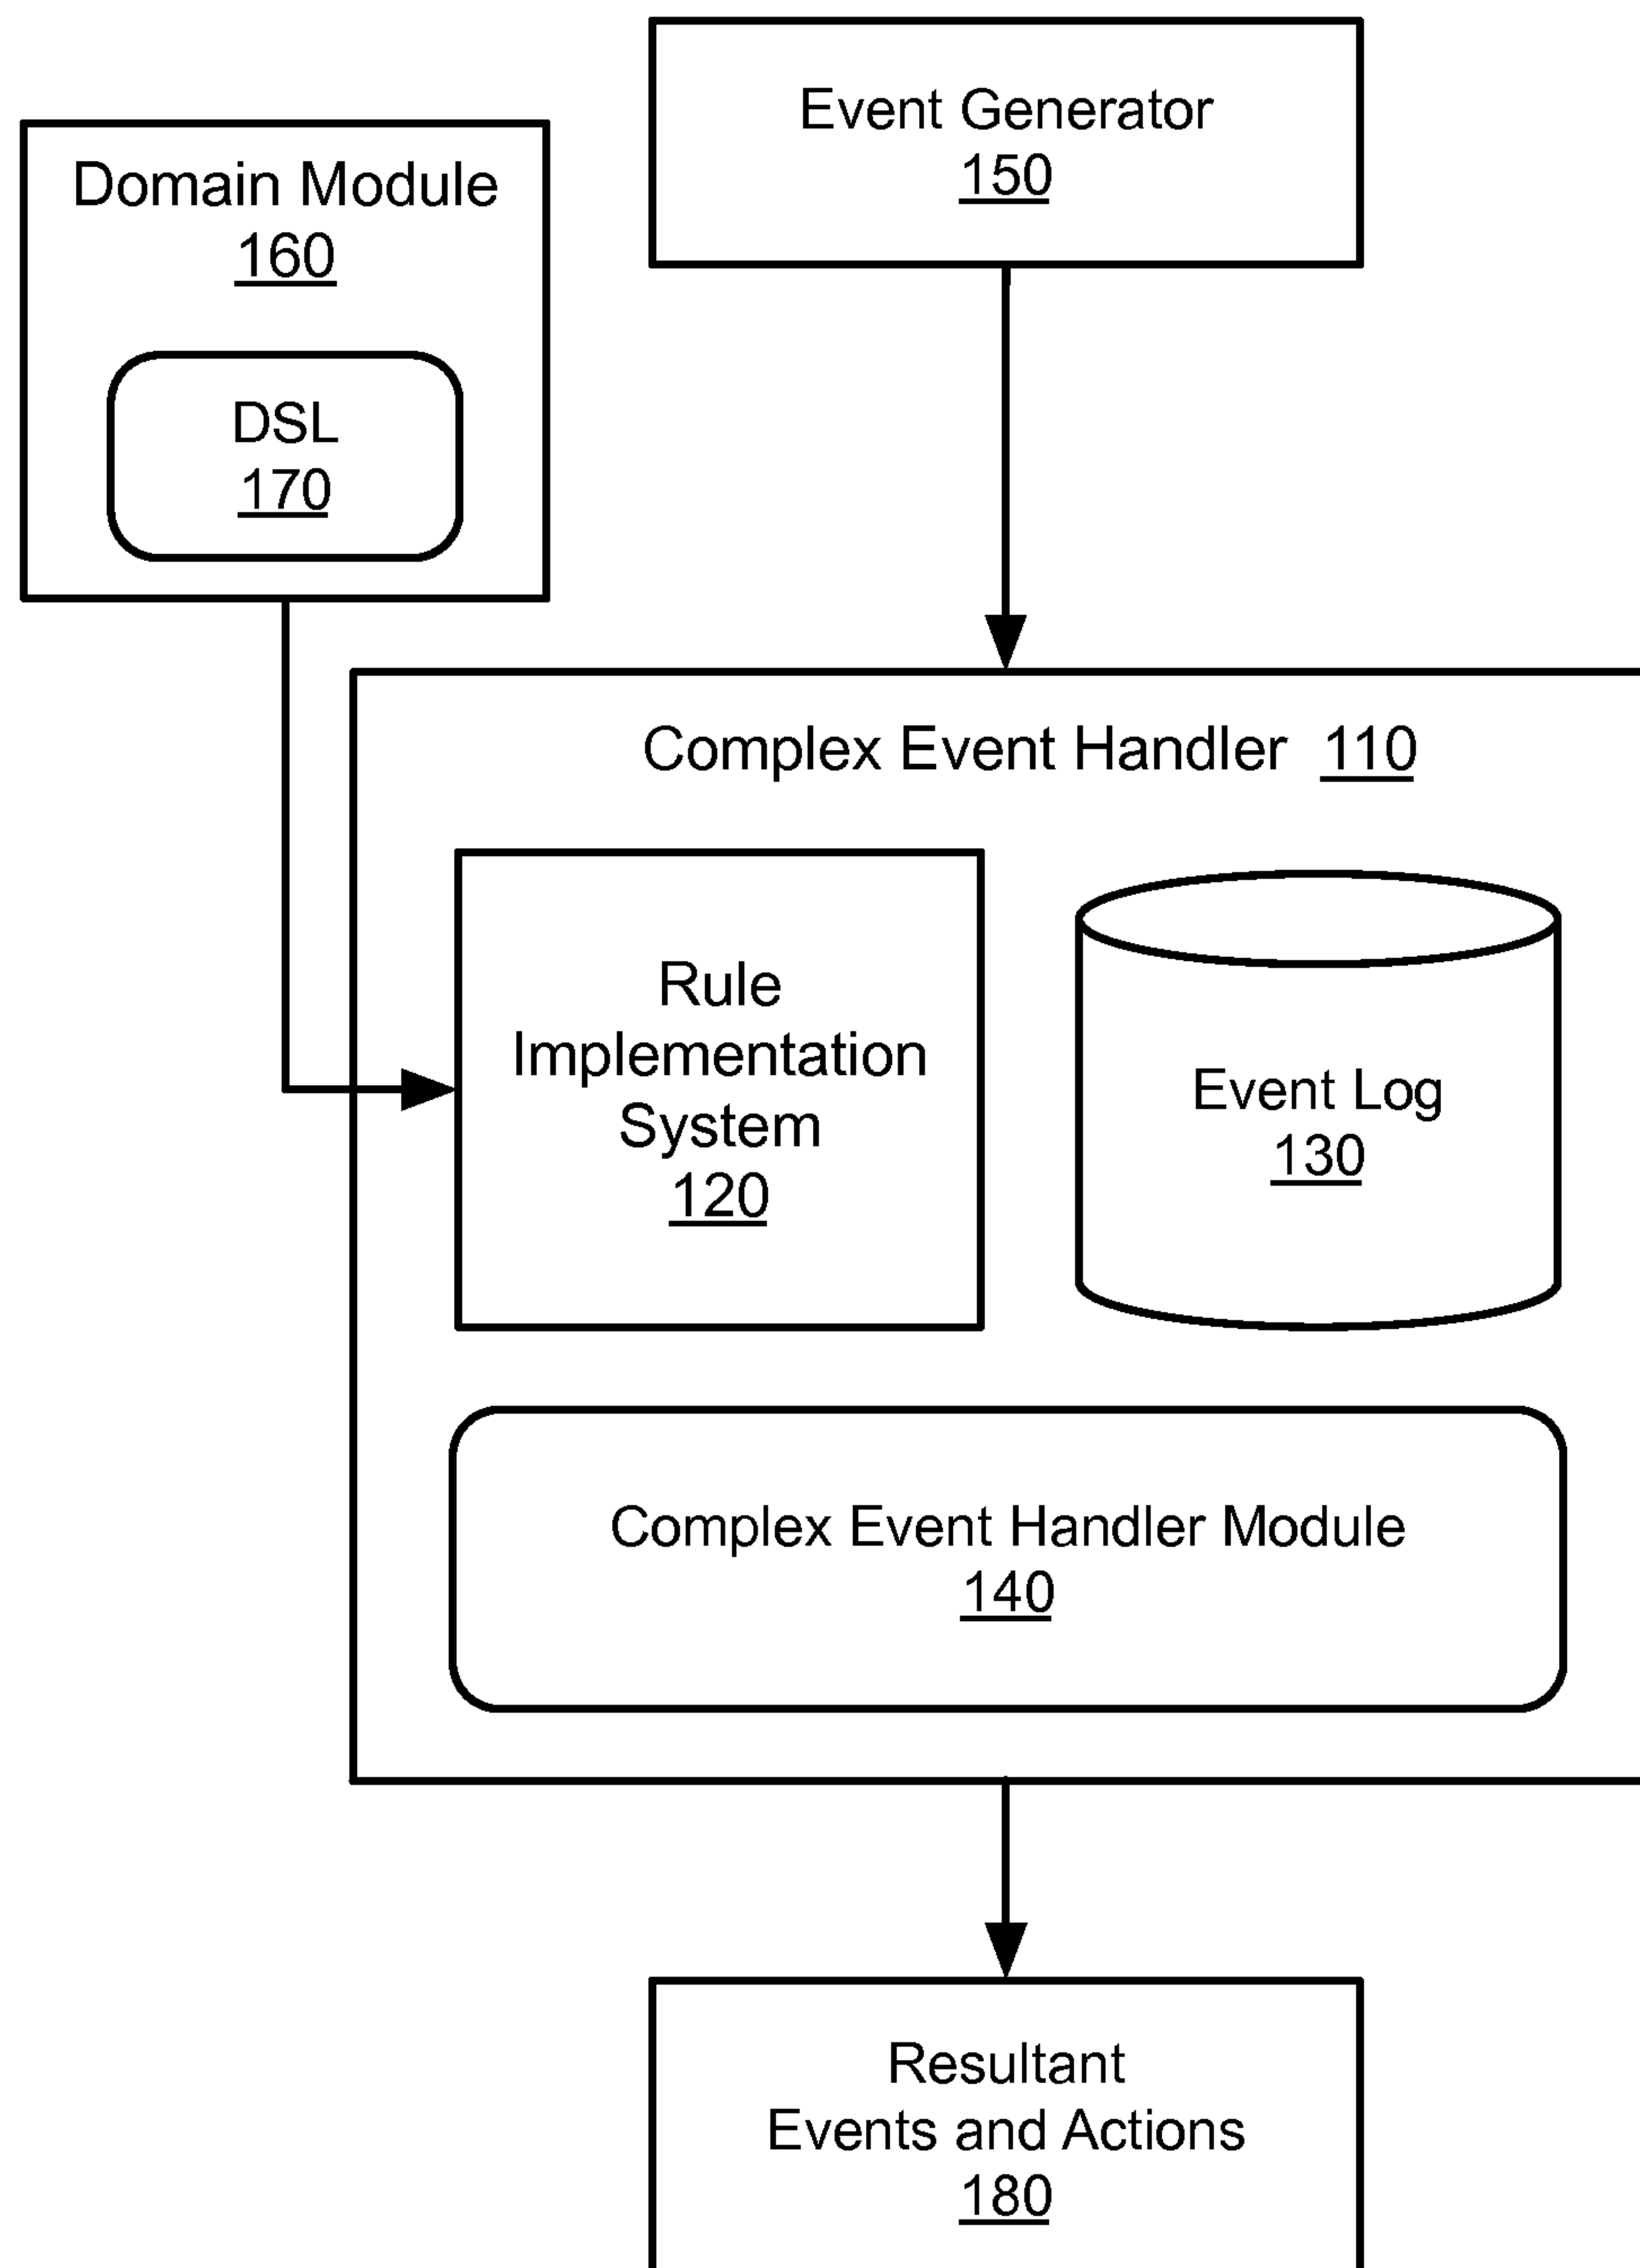 Event Generator
150
Domain Module
160
DSL
170
Complex Event Handler 110
Rule
Implementation
System
120
Event Log
130
Complex Event Handler Module
140
Resultant
Events and Actions
180